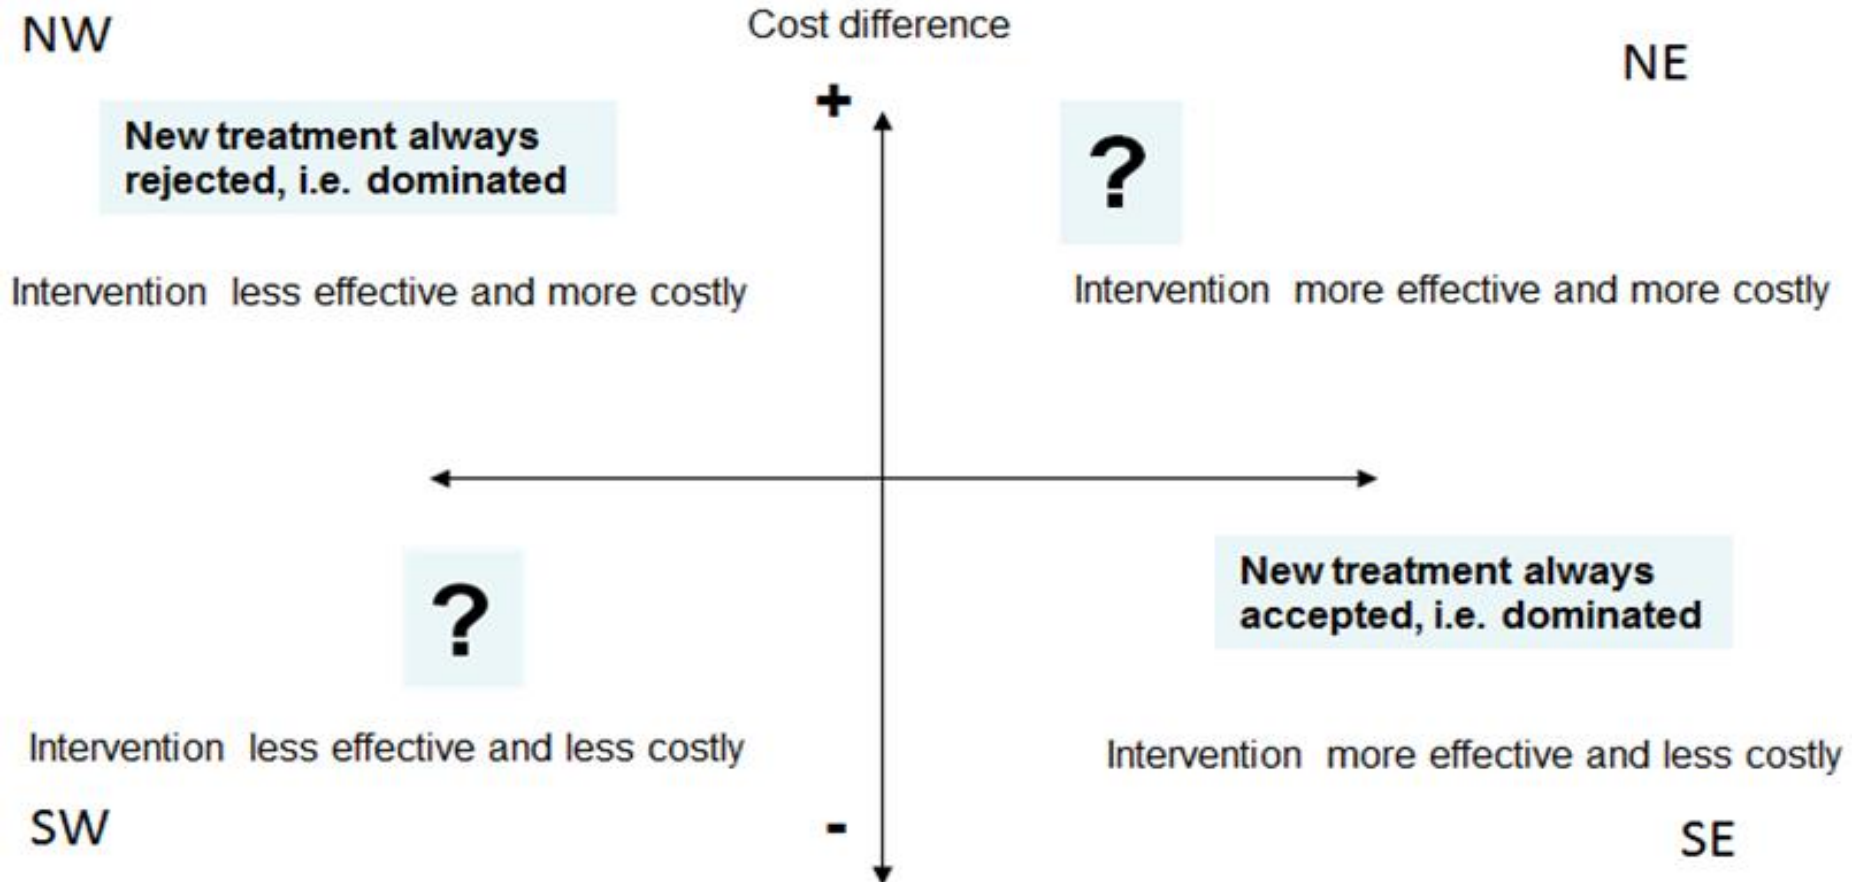 NW
Cost difference
NE
+
New treatment always
rejected, i.e. dominated
?
Intervention less effective and more costly
Intervention more effective and more costly
?
New treatment always
accepted, i.e. dominated
Intervention less effective and less costly
Intervention more effective and less costly
SW
-
SE